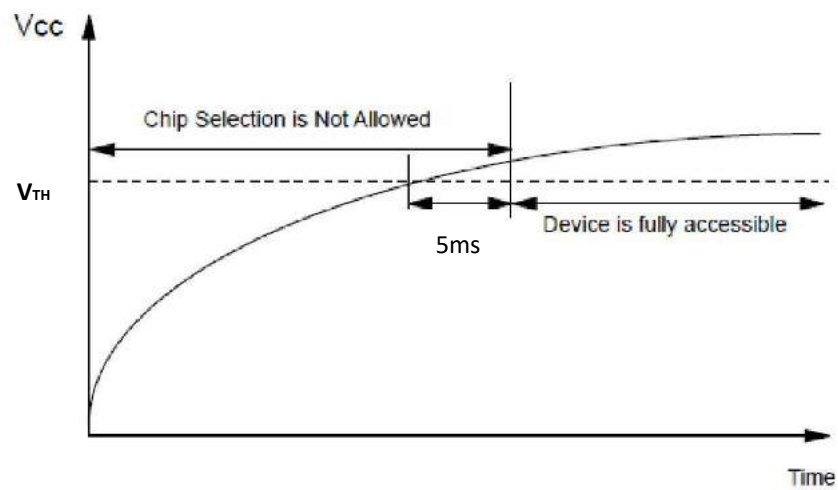 Vcc
Chip Selection is Not Allowed
VTH
5ms
Device is fully accessible
Time